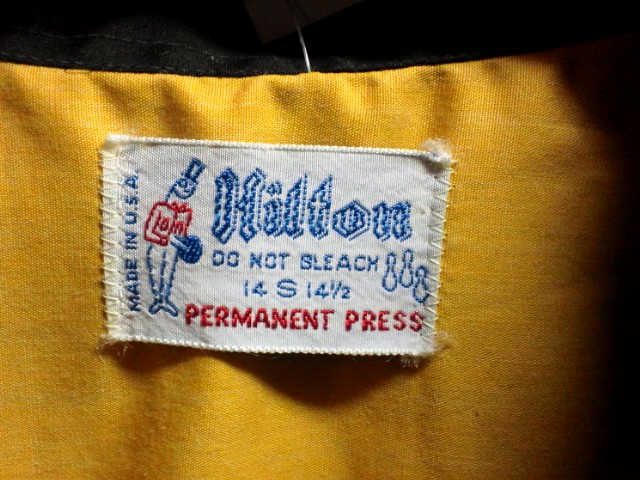 Hilton
MADE IN U.S.A.
DO NOT BLEACH
14 S 14½
PERMANENT PRESS